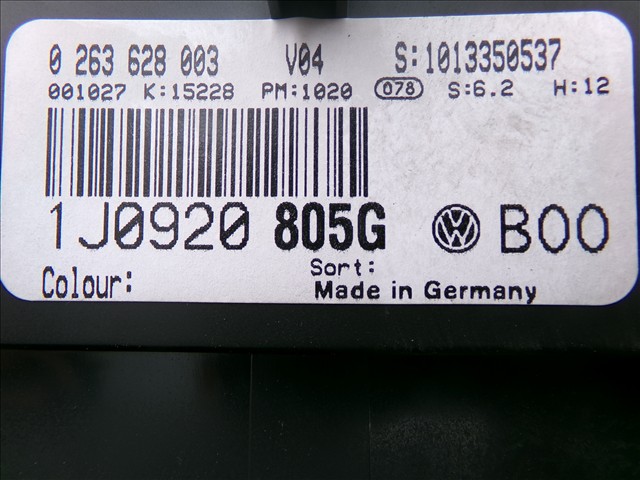 0 263 628 003 V04 S:1013350537
001027 K:15228 PM:1020 078 S:6.2 H:12
1J0920 805G VW B00
Sort:
Colour: Made in Germany